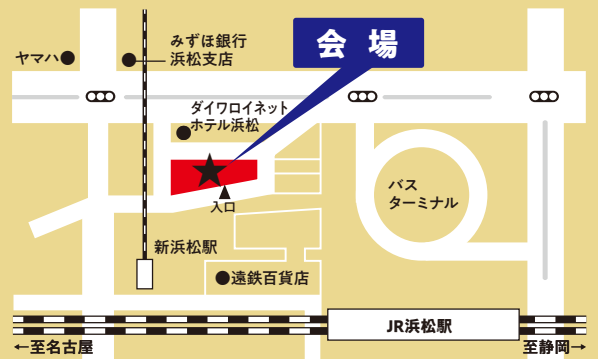 会 場
みずほ銀行
浜松支店
ヤマハ
ダイワロイネット
ホテル浜松
入口
バス
ターミナル
新浜松駅
遠鉄百貨店
JR浜松駅
←至名古屋
至静岡→